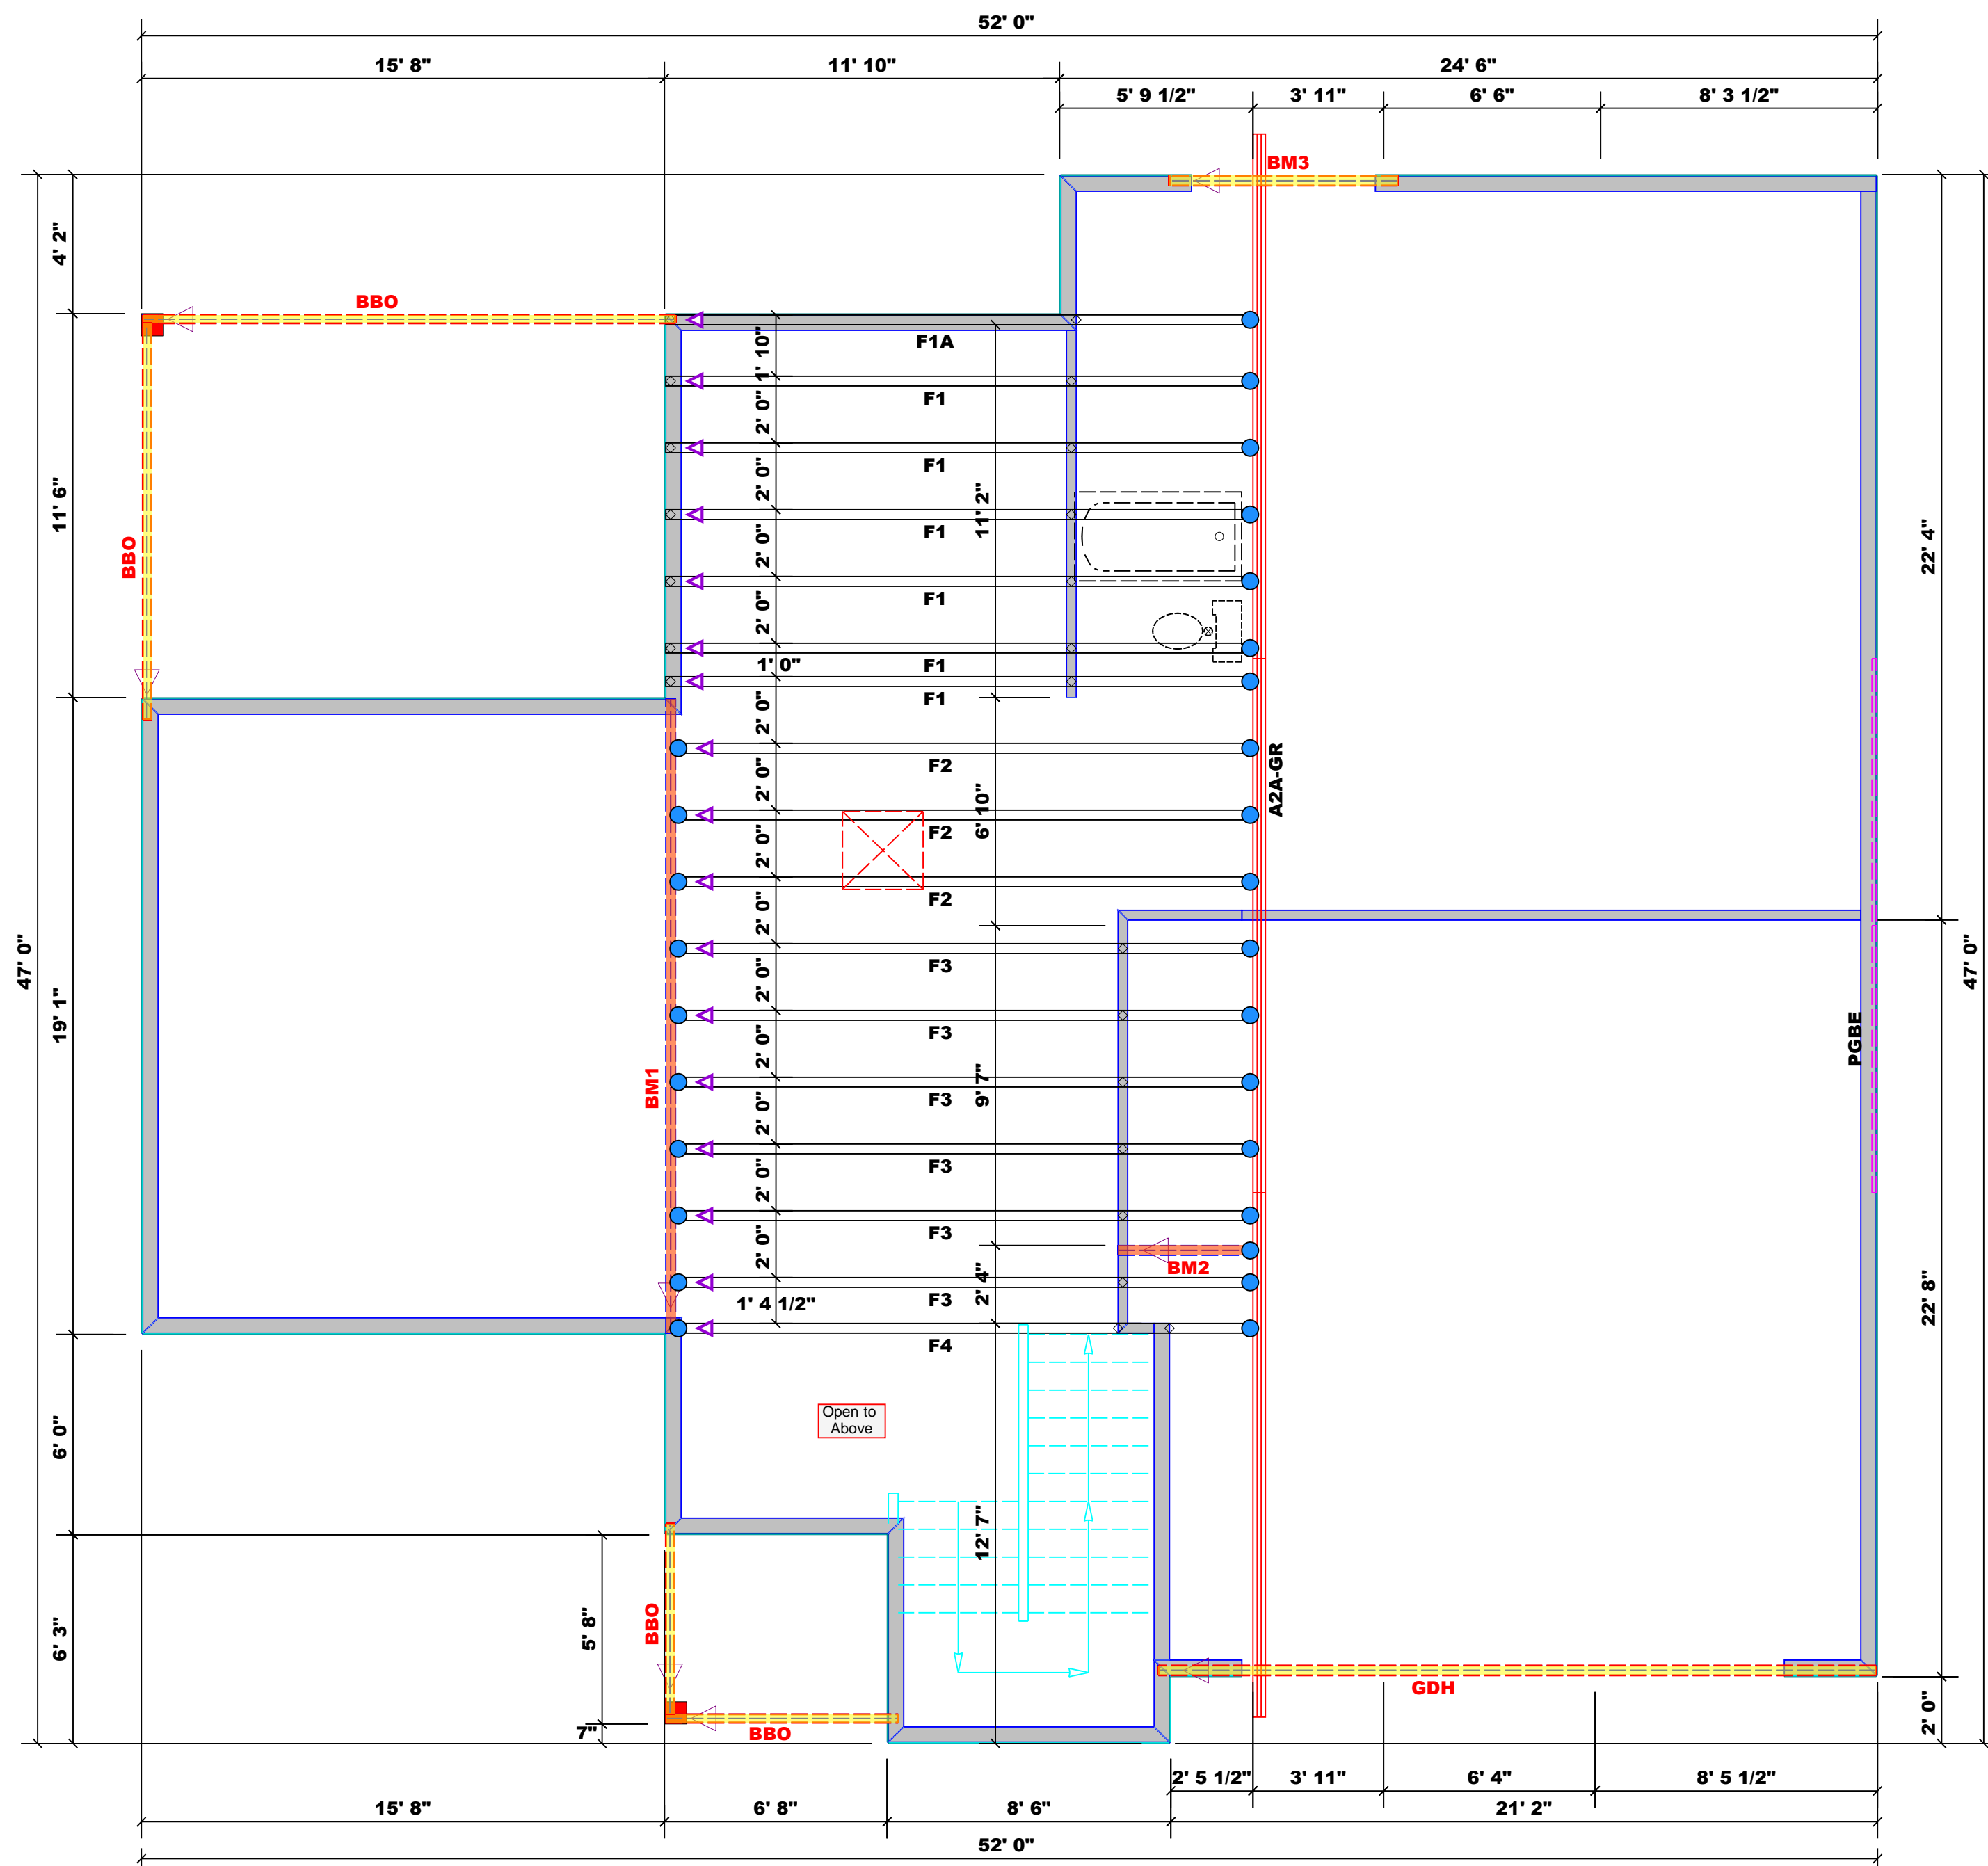 52' 0"
15' 8"
11' 10"
24' 6"
5' 9 1/2"
3' 11"
6' 6"
8' 3 1/2"
BM3
4' 2"
BBO
1' 10"
F1A
2' 0"
F1
2' 0"
F1
11' 6"
BBO
11' 2"
2' 0"
F1
22' 4"
2' 0"
F1
2' 0"
F1
1' 0"
F1
2' 0"
F2
A2A-GR
2' 0"
6' 10"
F2
2' 0"
F2
47' 0"
2' 0"
F3
47' 0"
19' 1"
2' 0"
F3
PGBE
BM1
2' 0"
9' 7"
F3
2' 0"
F3
2' 0"
F3
BM2
2' 0"
2' 4"
F3
22' 8"
1' 4 1/2"
F4
Open to
Above
6' 0"
12' 7"
6' 3"
5' 8"
BBO
GDH
7"
BBO
2' 0"
2' 5 1/2"
3' 11"
6' 4"
8' 5 1/2"
15' 8"
6' 8"
8' 6"
21' 2"
52' 0"